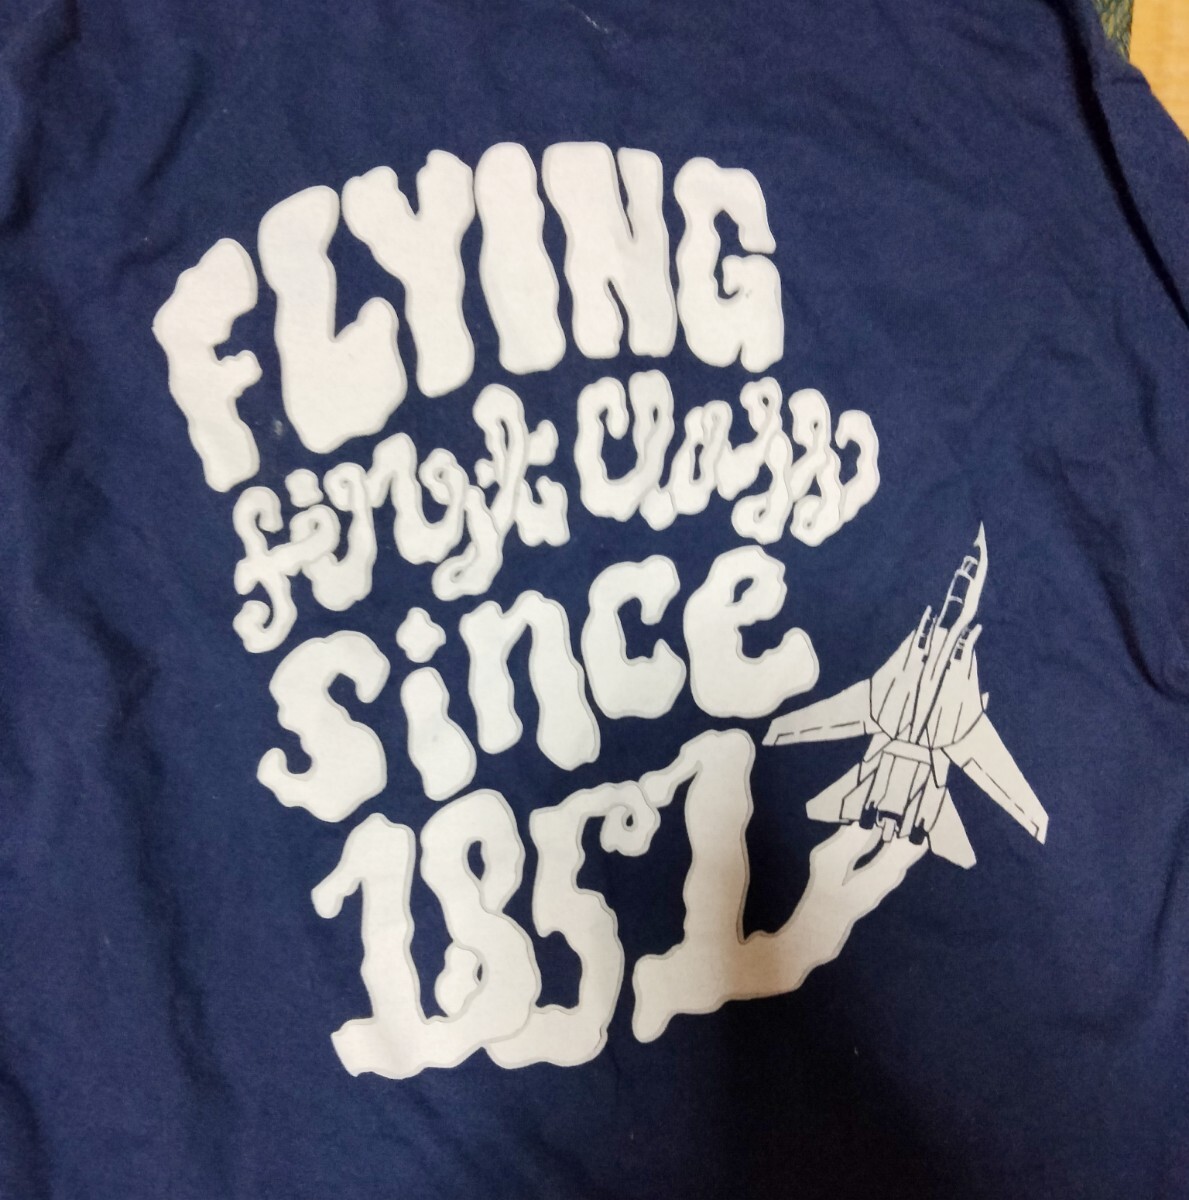 FLYING
first class
Since
1851